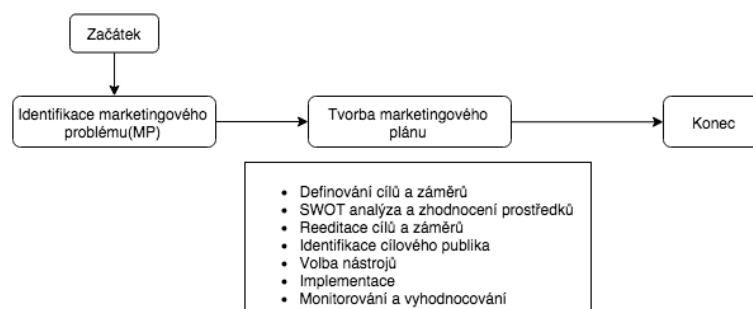 Začátek
Identifikace marketingového
problému(MP)
Tvorba marketingového
plánu
Konec
• Definování cílů a záměrů
• SWOT analýza a zhodnocení prostředků
• Reeditace cílů a záměrů
• Identifikace cílového publika
• Volba nástrojů
• Implementace
• Monitorování a vyhodnocování